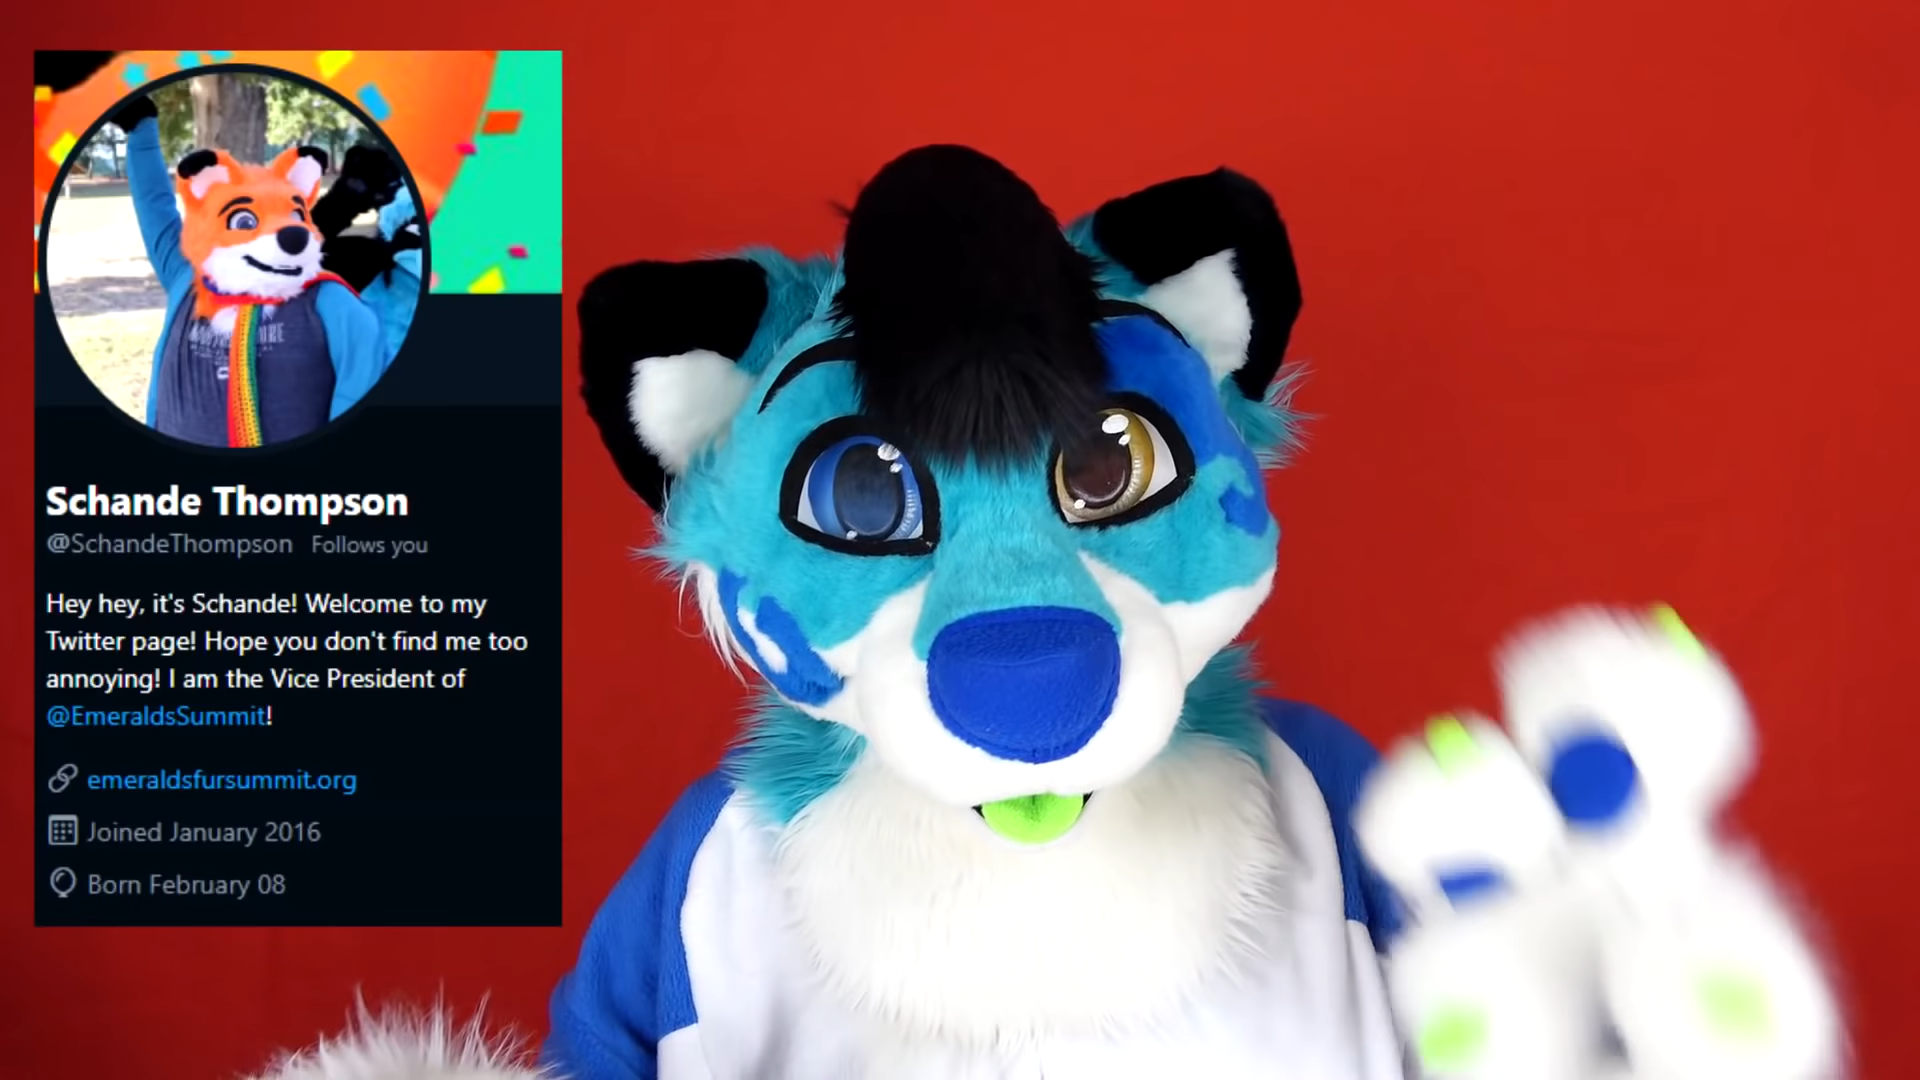 Schande Thompson
@SchandeThompson Follows you
Hey hey, it's Schande! Welcome to my
Twitter page! Hope you don't find me too
annoying! I am the Vice President of
@EmeraldsSummit!
emeraldsfursummit.org
Joined January 2016
Born February 08